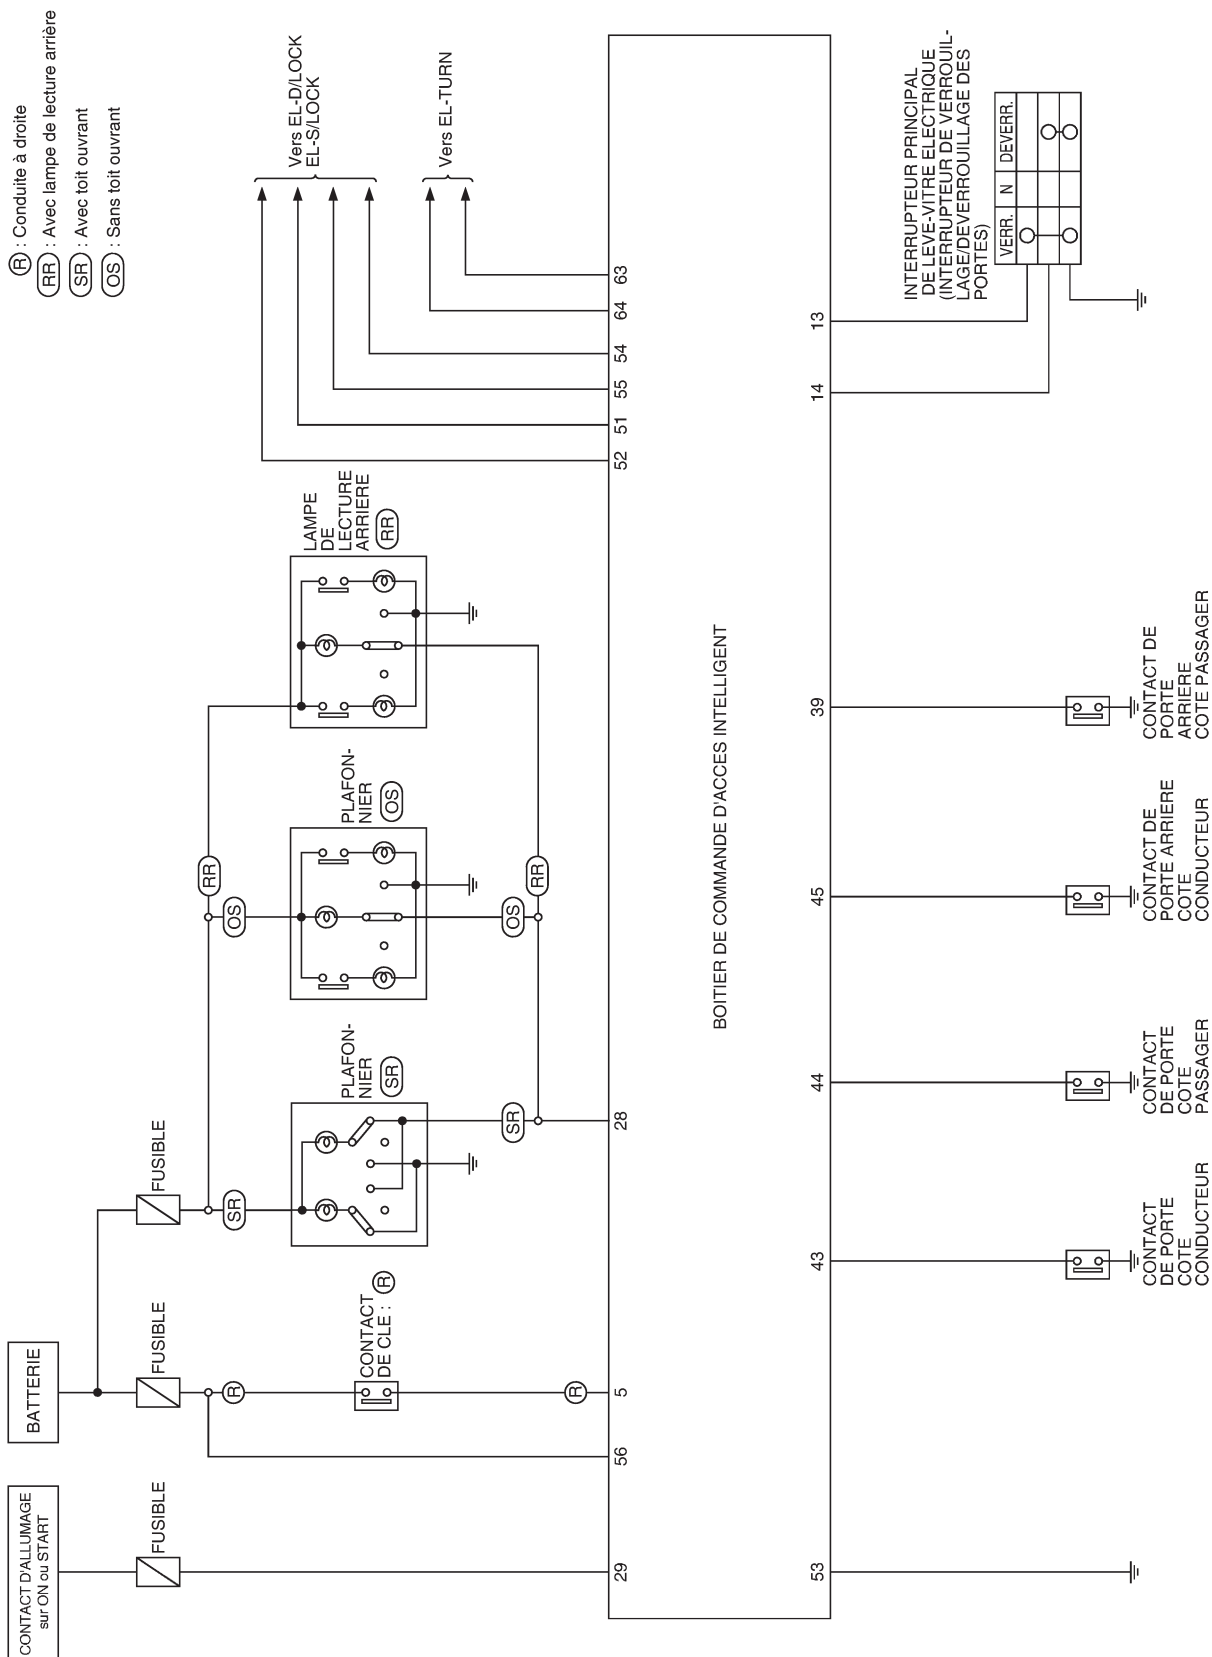 CONTACT D'ALLUMAGE
sur ON ou START
BATTERIE
FUSIBLE
FUSIBLE
FUSIBLE
R : Conduite à droite
RR : Avec lampe de lecture arrière
SR : Avec toit ouvrant
OS : Sans toit ouvrant
SR
RR
OS
R
CONTACT
DE CLE : R
PLAFON-
NIER
SR
PLAFON-
NIER
OS
LAMPE
DE
LECTURE
ARRIERE
RR
Vers EL-D/LOCK
EL-S/LOCK
Vers EL-TURN
R
SR
OS
RR
29
56
5
28
52
51
55
54
64
63
BOITIER DE COMMANDE D'ACCES INTELLIGENT
53
43
44
45
39
14
13
INTERRUPTEUR PRINCIPAL
DE LEVE-VITRE ELECTRIQUE
(INTERRUPTEUR DE VERROUIL-
LAGE/DEVERROUILLAGE DES
PORTES)
VERR.
N
DEVERR.
CONTACT
DE PORTE
COTE
CONDUCTEUR
CONTACT
DE PORTE
COTE
PASSAGER
CONTACT DE
PORTE ARRIERE
COTE
CONDUCTEUR
CONTACT DE
PORTE
ARRIERE
COTE PASSAGER